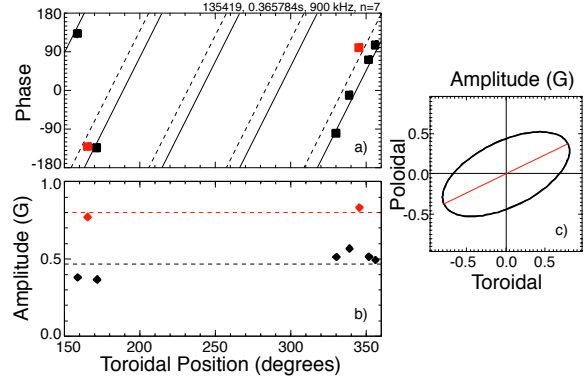 135419, 0.365784s, 900 kHz, n=7
180
90
-90
-180
Phase
a)
1.0
0.5
0.0
Amplitude (G)
b)
150
200
250
300
350
Toroidal Position (degrees)
Amplitude (G)
0.5
0.0
-0.5
Poloidal
c)
-0.5
0.0
0.5
Toroidal